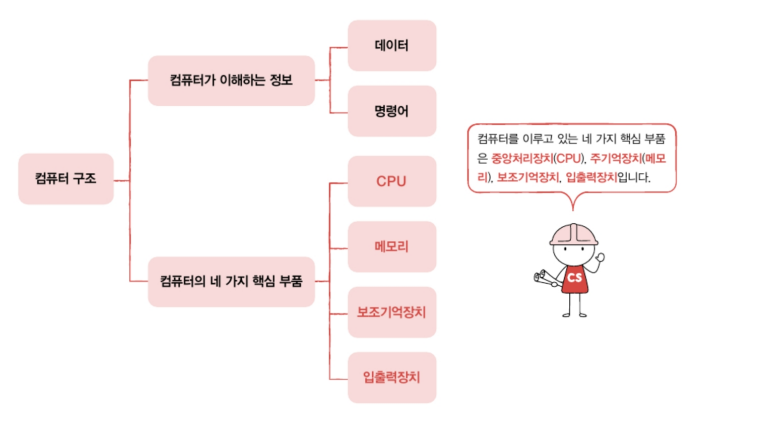 데이터
컴퓨터가 이해하는 정보
명령어
컴퓨터 구조
CPU
메모리
컴퓨터의 네 가지 핵심 부품
보조기억장치
입출력장치
컴퓨터를 이루고 있는 네 가지 핵심 부품
은 중앙처리장치(CPU), 주기억장치(메모
리), 보조기억장치, 입출력장치입니다.
CS